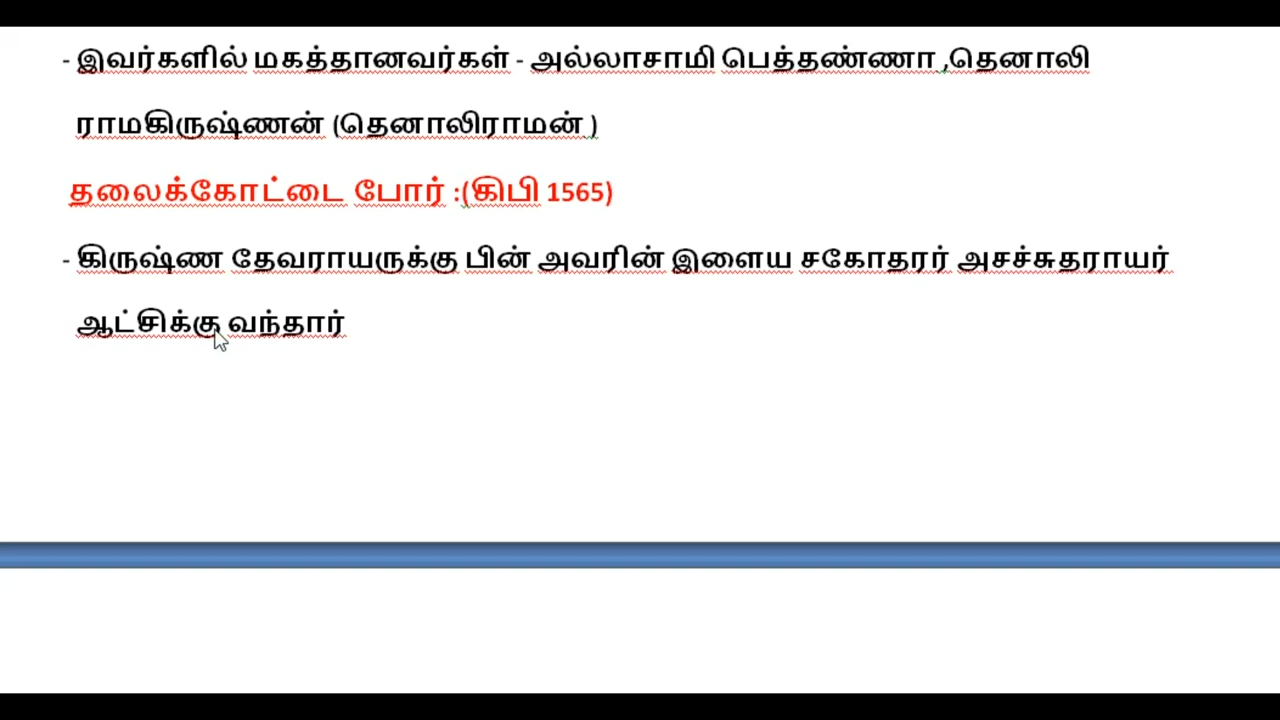 - இவர்களில் மகத்தானவர்கள் - அல்லாசாமி பெத்தண்ணா ,தெனாலி
ராமகிருஷ்ணன் (தெனாலிராமன் )
தலைக்கோட்டை போர் :(கிபி 1565)
- கிருஷ்ண தேவராயருக்கு பின் அவரின் இளைய சகோதரர் அசச்சுதராயர்
ஆட்சிக்கு வந்தார்